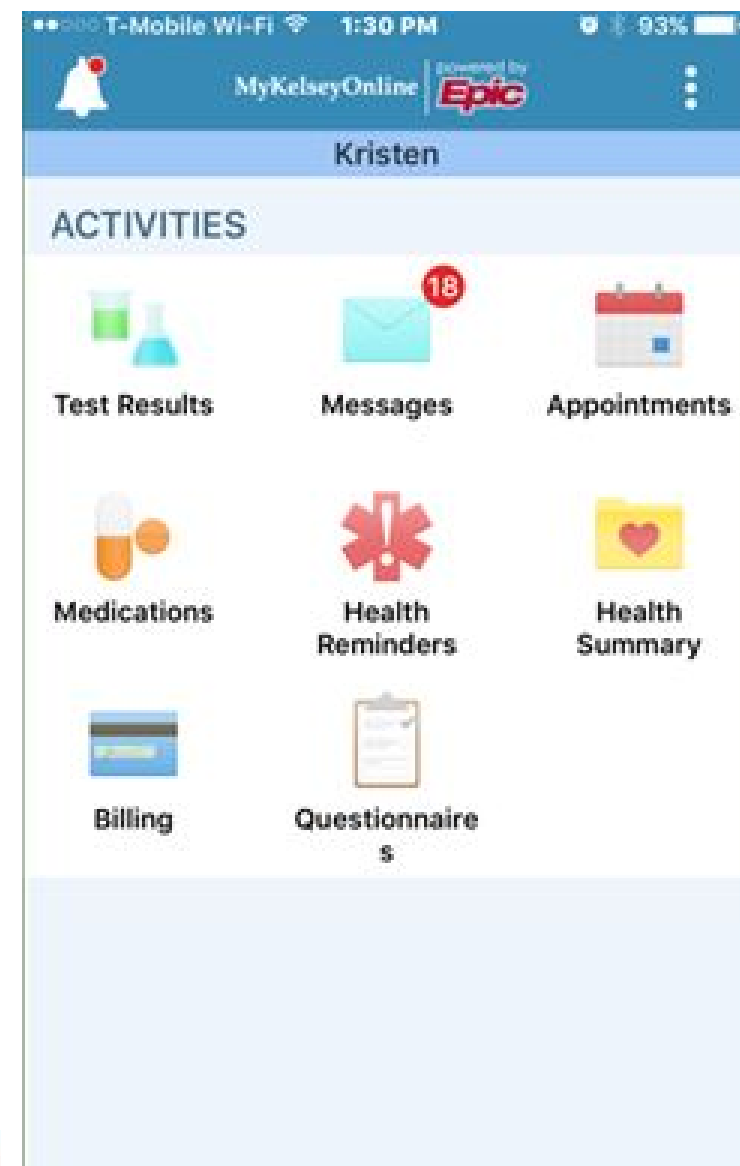 T-Mobile Wi-Fi 1:30 PM 93%
MyKelseyOnline powered by
Epic
Kristen
ACTIVITIES
18
Test Results Messages Appointments
Medications Health Health
Reminders Summary
Billing Questionnaire
s